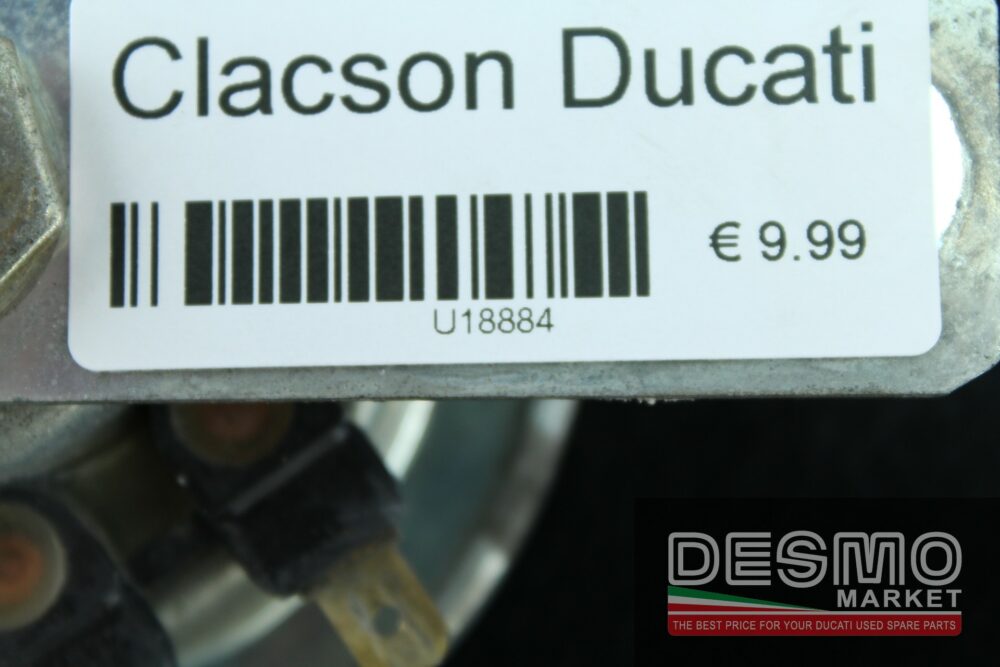 Clacson Ducati
€ 9.99
U18884
DESMO
MARKET
THE BEST PRICE FOR YOUR DUCATI USED SPARE PARTS